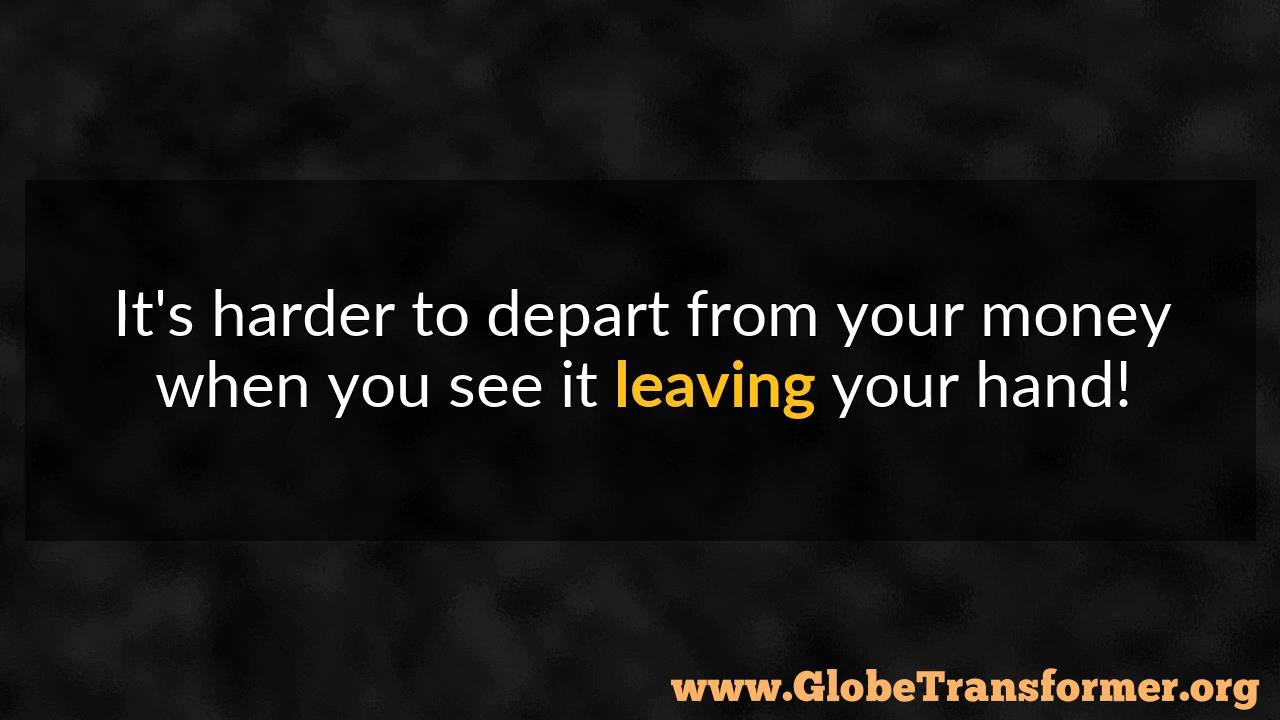 It's harder to depart from your money
when you see it leaving your hand!
www.GlobeTransformer.org